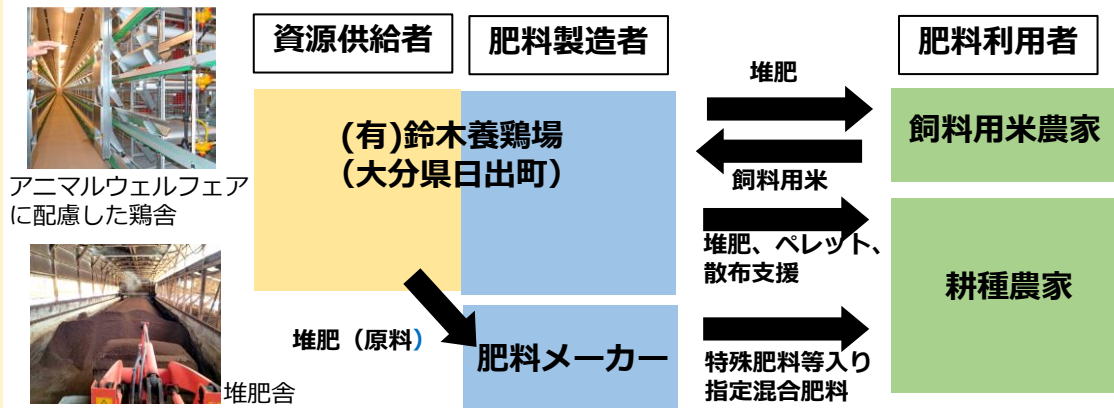 資源供給者
肥料製造者
肥料利用者
(有)鈴木養鶏場
（大分県日出町）
堆肥
飼料用米
飼料用米農家
アニマルウェルフェア
に配慮した鶏舎
堆肥、ペレット、
散布支援
耕種農家
堆肥（原料）
肥料メーカー
特殊肥料等入り
指定混合肥料
堆肥舎